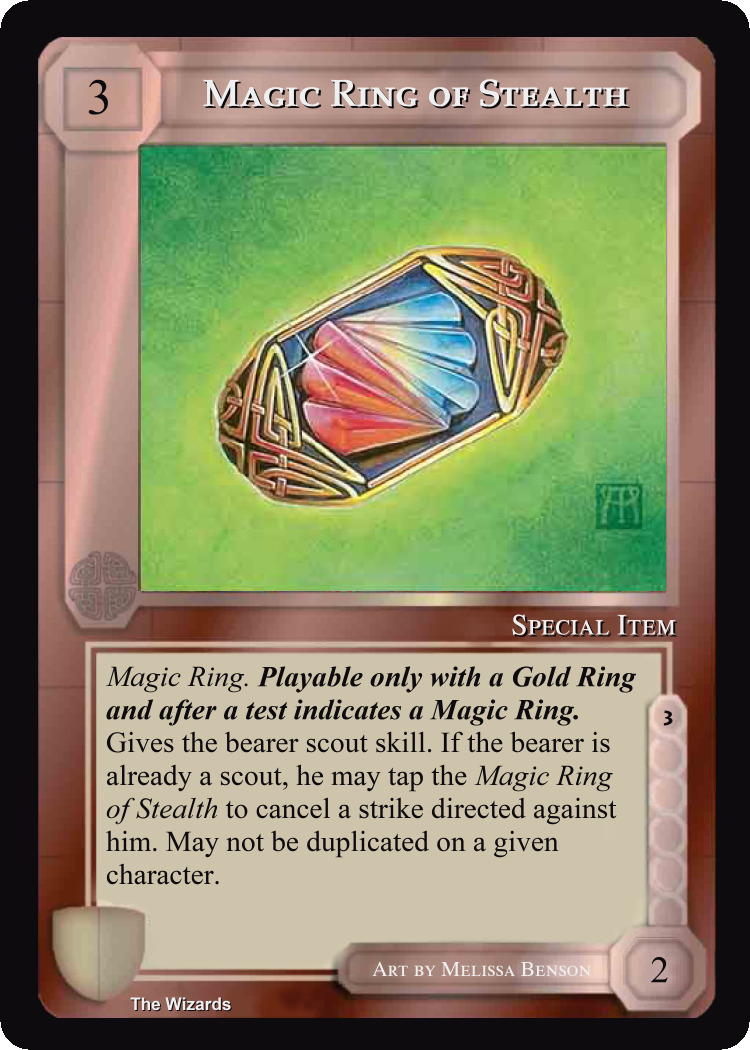 3
Magic Ring of Stealth
Special Item
Magic Ring. Playable only with a Gold Ring
and after a test indicates a Magic Ring.
Gives the bearer scout skill. If the bearer is
already a scout, he may tap the Magic Ring
of Stealth to cancel a strike directed against
him. May not be duplicated on a given
character.
3
Art by Melissa Benson
2
The Wizards